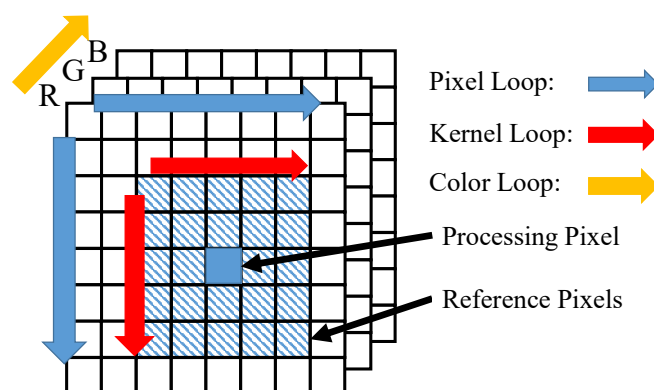 B
G
R
Pixel Loop:
Kernel Loop:
Color Loop:
Processing Pixel
Reference Pixels